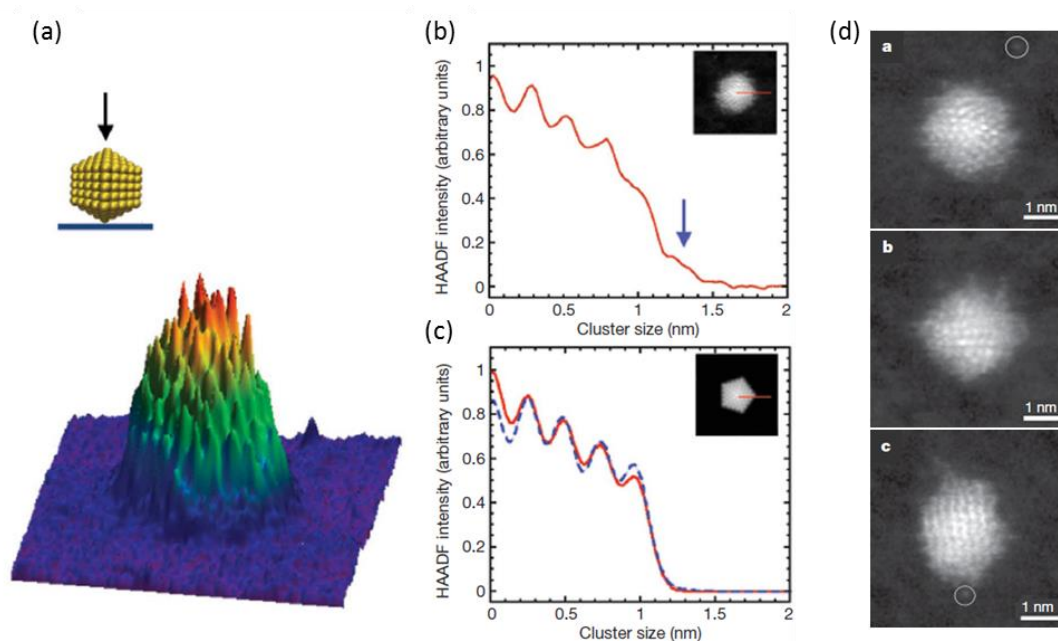 (a)
(b)
HAADF intensity (arbitrary units)
1
0.8
0.6
0.4
0.2
0
0
0.5
1
1.5
2
Cluster size (nm)
(c)
HAADF intensity (arbitrary units)
1
0.8
0.6
0.4
0.2
0
0
0.5
1
1.5
2
Cluster size (nm)
(d)
a
1 nm
b
1 nm
c
1 nm